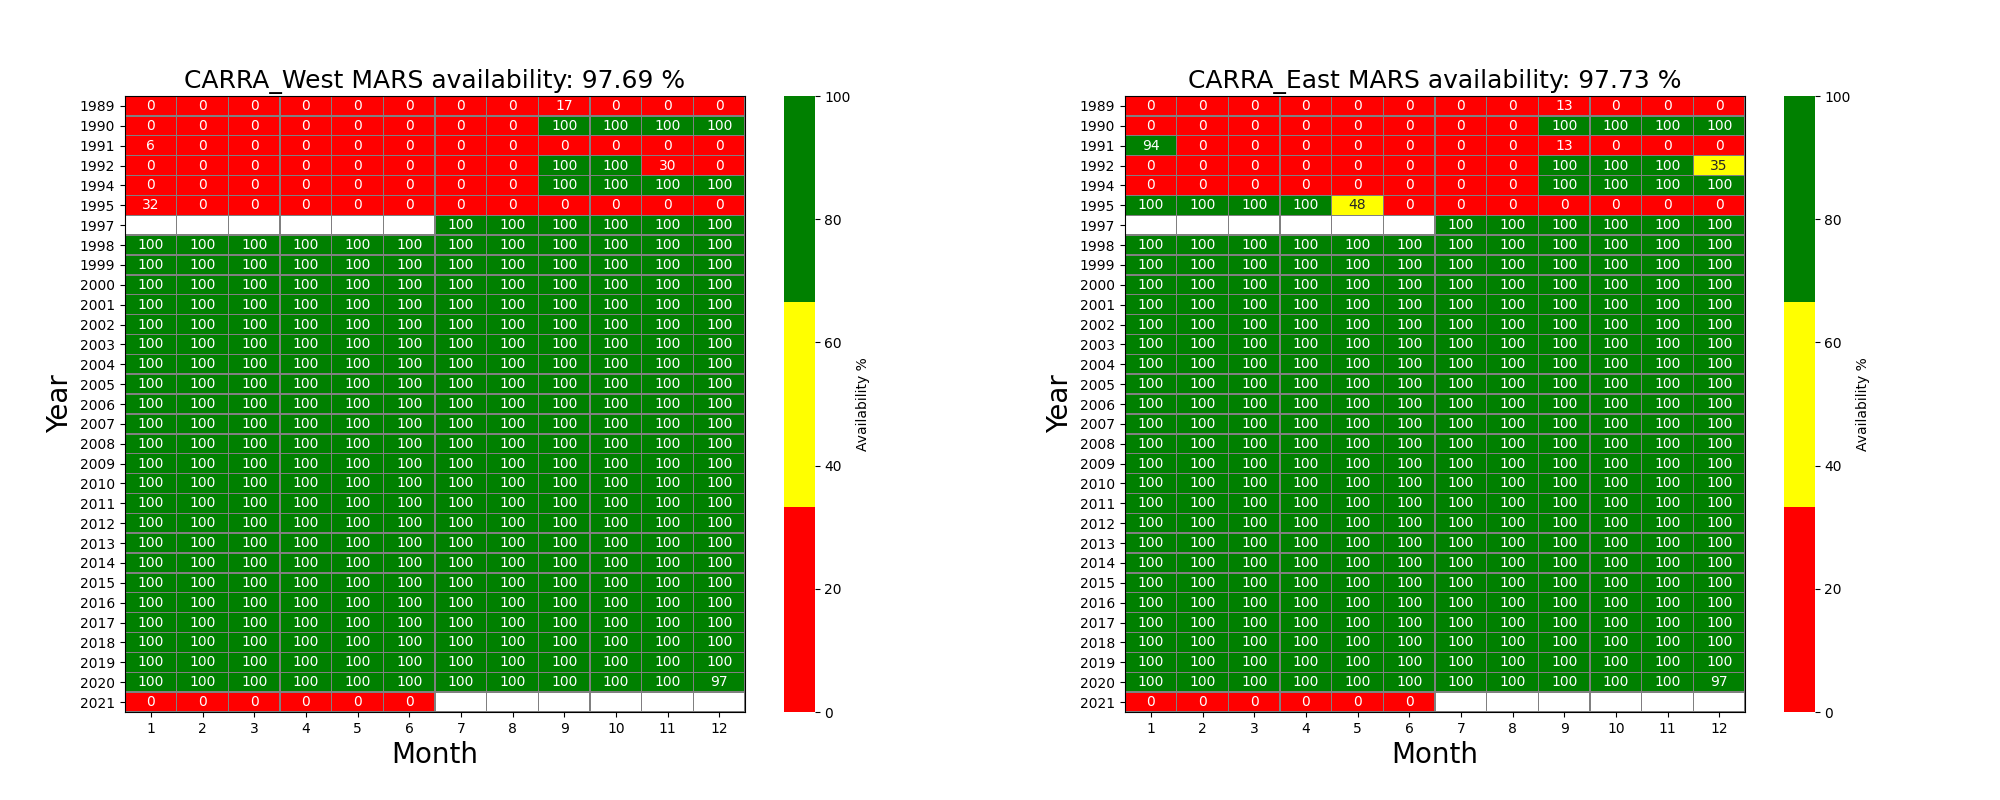 CARRA_West MARS availability: 97.69 %
1989 0 0 0 0 0 0 0 0 17 0 0 0
1990 0 0 0 0 0 0 0 0 100 100 100 100
1991 6 0 0 0 0 0 0 0 0 0 0 0
1992 0 0 0 0 0 0 0 0 100 100 30 0
1994 0 0 0 0 0 0 0 0 100 100 100 100
1995 32 0 0 0 0 0 0 0 0 0 0 0
1997 100 100 100 100 100 100
1998 100 100 100 100 100 100 100 100 100 100 100 100
1999 100 100 100 100 100 100 100 100 100 100 100 100
2000 100 100 100 100 100 100 100 100 100 100 100 100
2001 100 100 100 100 100 100 100 100 100 100 100 100
2002 100 100 100 100 100 100 100 100 100 100 100 100
2003 100 100 100 100 100 100 100 100 100 100 100 100
2004 100 100 100 100 100 100 100 100 100 100 100 100
2005 100 100 100 100 100 100 100 100 100 100 100 100
2006 100 100 100 100 100 100 100 100 100 100 100 100
2007 100 100 100 100 100 100 100 100 100 100 100 100
2008 100 100 100 100 100 100 100 100 100 100 100 100
2009 100 100 100 100 100 100 100 100 100 100 100 100
2010 100 100 100 100 100 100 100 100 100 100 100 100
2011 100 100 100 100 100 100 100 100 100 100 100 100
2012 100 100 100 100 100 100 100 100 100 100 100 100
2013 100 100 100 100 100 100 100 100 100 100 100 100
2014 100 100 100 100 100 100 100 100 100 100 100 100
2015 100 100 100 100 100 100 100 100 100 100 100 100
2016 100 100 100 100 100 100 100 100 100 100 100 100
2017 100 100 100 100 100 100 100 100 100 100 100 100
2018 100 100 100 100 100 100 100 100 100 100 100 100
2019 100 100 100 100 100 100 100 100 100 100 100 100
2020 100 100 100 100 100 100 100 100 100 100 100 97
2021 0 0 0 0 0 0
1 2 3 4 5 6 7 8 9 10 11 12
Month
Year
100
80
60
40
20
0
Availability %
CARRA_East MARS availability: 97.73 %
1989 0 0 0 0 0 0 0 0 13 0 0 0
1990 0 0 0 0 0 0 0 0 100 100 100 100
1991 94 0 0 0 0 0 0 0 13 0 0 0
1992 0 0 0 0 0 0 0 0 100 100 100 35
1994 0 0 0 0 0 0 0 0 100 100 100 100
1995 100 100 100 100 48 0 0 0 0 0 0 0
1997 100 100 100 100 100 100
1998 100 100 100 100 100 100 100 100 100 100 100 100
1999 100 100 100 100 100 100 100 100 100 100 100 100
2000 100 100 100 100 100 100 100 100 100 100 100 100
2001 100 100 100 100 100 100 100 100 100 100 100 100
2002 100 100 100 100 100 100 100 100 100 100 100 100
2003 100 100 100 100 100 100 100 100 100 100 100 100
2004 100 100 100 100 100 100 100 100 100 100 100 100
2005 100 100 100 100 100 100 100 100 100 100 100 100
2006 100 100 100 100 100 100 100 100 100 100 100 100
2007 100 100 100 100 100 100 100 100 100 100 100 100
2008 100 100 100 100 100 100 100 100 100 100 100 100
2009 100 100 100 100 100 100 100 100 100 100 100 100
2010 100 100 100 100 100 100 100 100 100 100 100 100
2011 100 100 100 100 100 100 100 100 100 100 100 100
2012 100 100 100 100 100 100 100 100 100 100 100 100
2013 100 100 100 100 100 100 100 100 100 100 100 100
2014 100 100 100 100 100 100 100 100 100 100 100 100
2015 100 100 100 100 100 100 100 100 100 100 100 100
2016 100 100 100 100 100 100 100 100 100 100 100 100
2017 100 100 100 100 100 100 100 100 100 100 100 100
2018 100 100 100 100 100 100 100 100 100 100 100 100
2019 100 100 100 100 100 100 100 100 100 100 100 100
2020 100 100 100 100 100 100 100 100 100 100 100 97
2021 0 0 0 0 0 0
1 2 3 4 5 6 7 8 9 10 11 12
Month
Year
100
80
60
40
20
0
Availability %